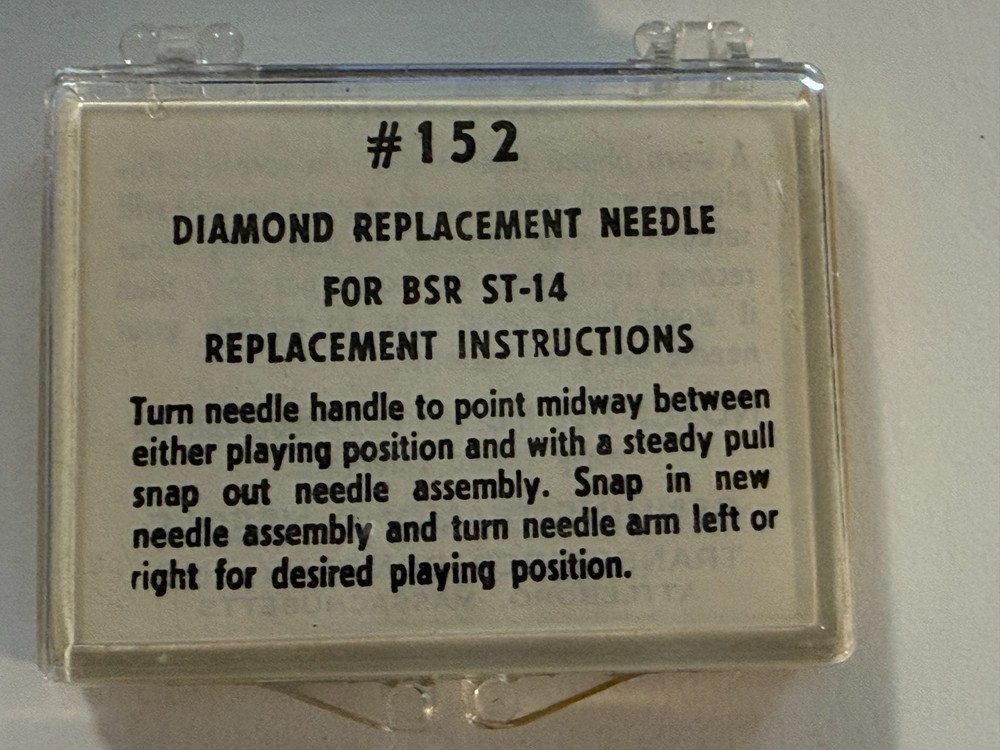 #152
DIAMOND REPLACEMENT NEEDLE
FOR BSR ST-14
REPLACEMENT INSTRUCTIONS
Turn needle handle to point midway between
either playing position and with a steady pull
snap out needle assembly. Snap in new
needle assembly and turn needle arm left or
right for desired playing position.